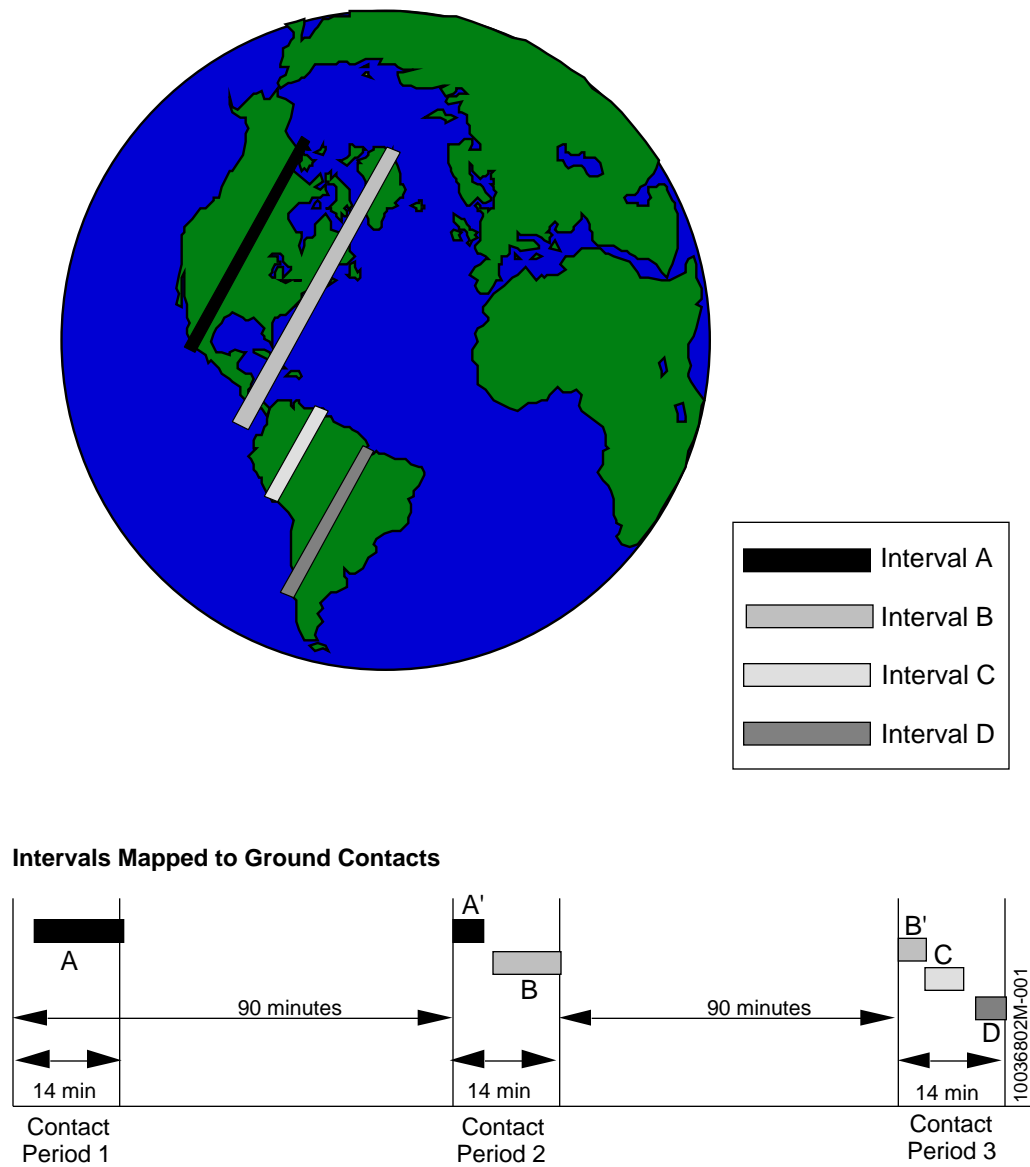 Interval A
Interval B
Interval C
Interval D
Intervals Mapped to Ground Contacts
A
A'
B
B'
C
D
90 minutes
90 minutes
14 min
14 min
14 min
Contact
Period 1
Contact
Period 2
Contact
Period 3
10036802M-001